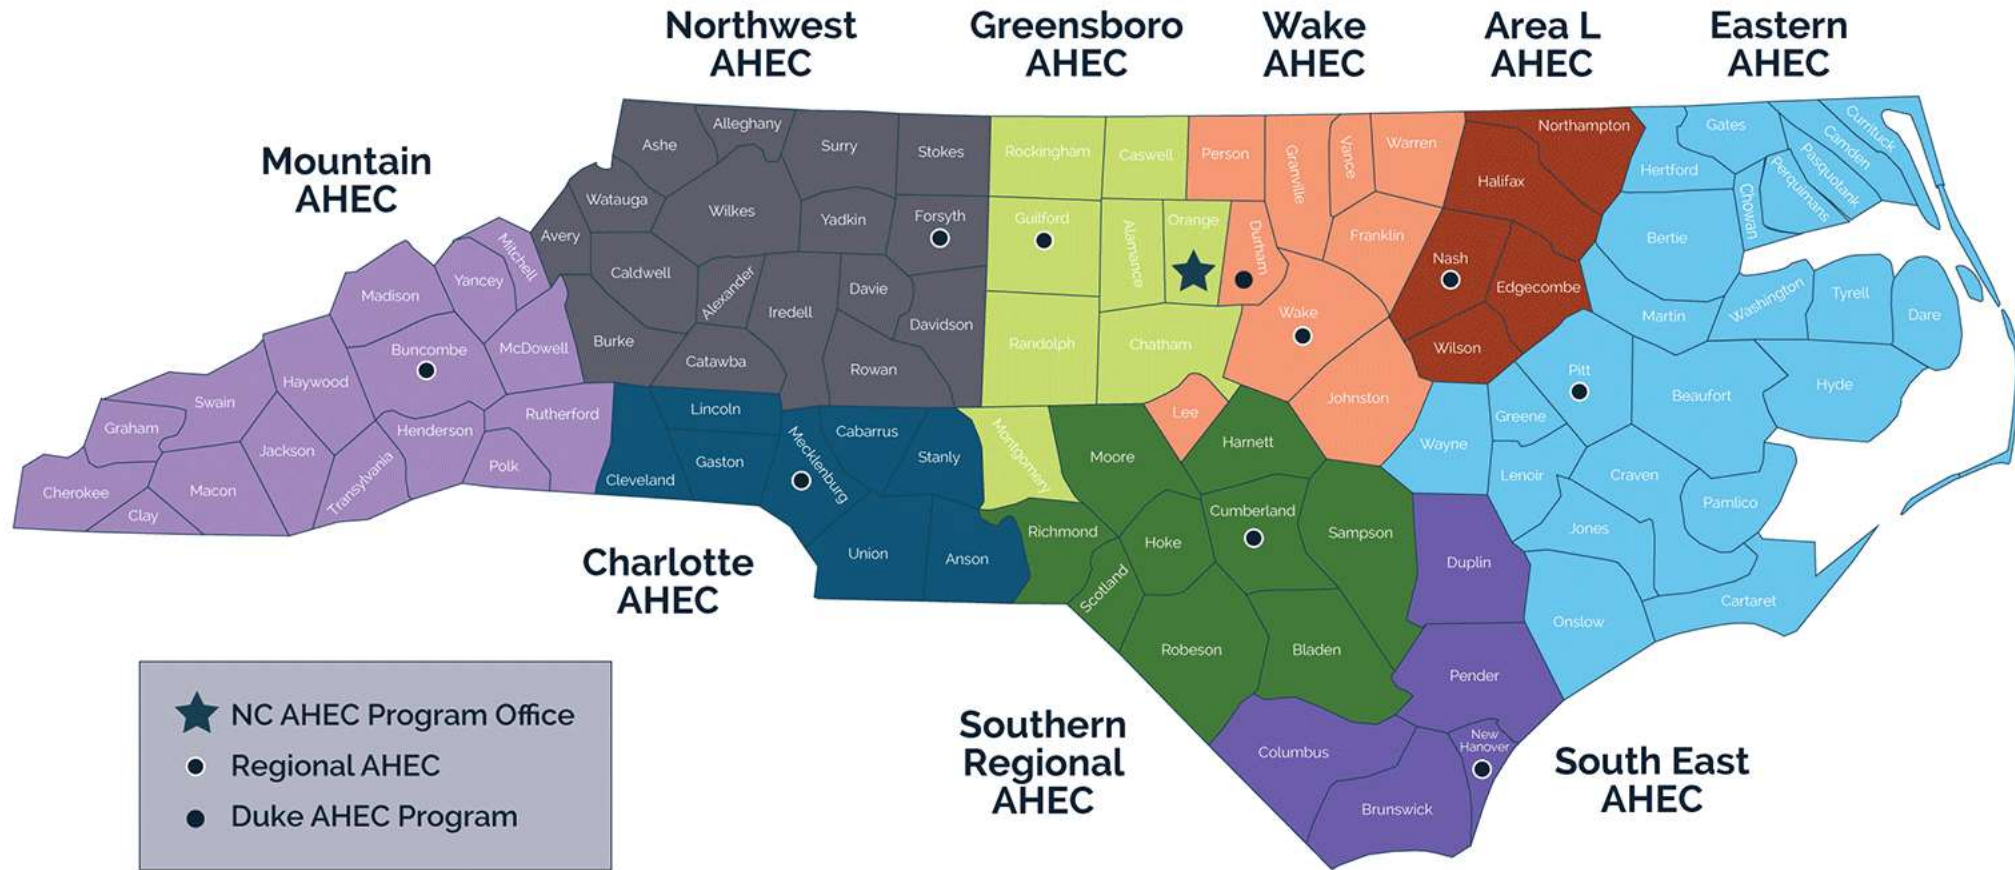 Northwest
AHEC
Greensboro
AHEC
Wake
AHEC
Area L
AHEC
Eastern
AHEC
Mountain
AHEC
Charlotte
AHEC
Southern
Regional
AHEC
South East
AHEC
Ashe
Alleghany
Surry
Stokes
Watauga
Wilkes
Yadkin
Forsyth
Avery
Caldwell
Alexander
Iredell
Davie
Davidson
Burke
Catawba
Rowan
Rockingham
Caswell
Guilford
Alamance
Orange
Randolph
Chatham
Montgomery
Person
Granville
Vance
Warren
Durham
Franklin
Wake
Johnston
Lee
Northampton
Halifax
Nash
Edgecombe
Wilson
Gates
Currituck
Camden
Pasquotank
Perquimans
Chowan
Hertford
Bertie
Martin
Washington
Tyrell
Dare
Pitt
Beaufort
Hyde
Greene
Wayne
Lenoir
Craven
Pamlico
Jones
Cartaret
Onslow
Mitchell
Yancey
Madison
Buncombe
McDowell
Haywood
Swain
Graham
Rutherford
Henderson
Jackson
Transylvania
Polk
Cherokee
Macon
Clay
Lincoln
Cleveland
Gaston
Mecklenburg
Cabarrus
Stanly
Union
Anson
Moore
Harnett
Richmond
Hoke
Cumberland
Sampson
Scotland
Robeson
Bladen
Duplin
Pender
Columbus
New
Hanover
Brunswick
NC AHEC Program Office
Regional AHEC
Duke AHEC Program